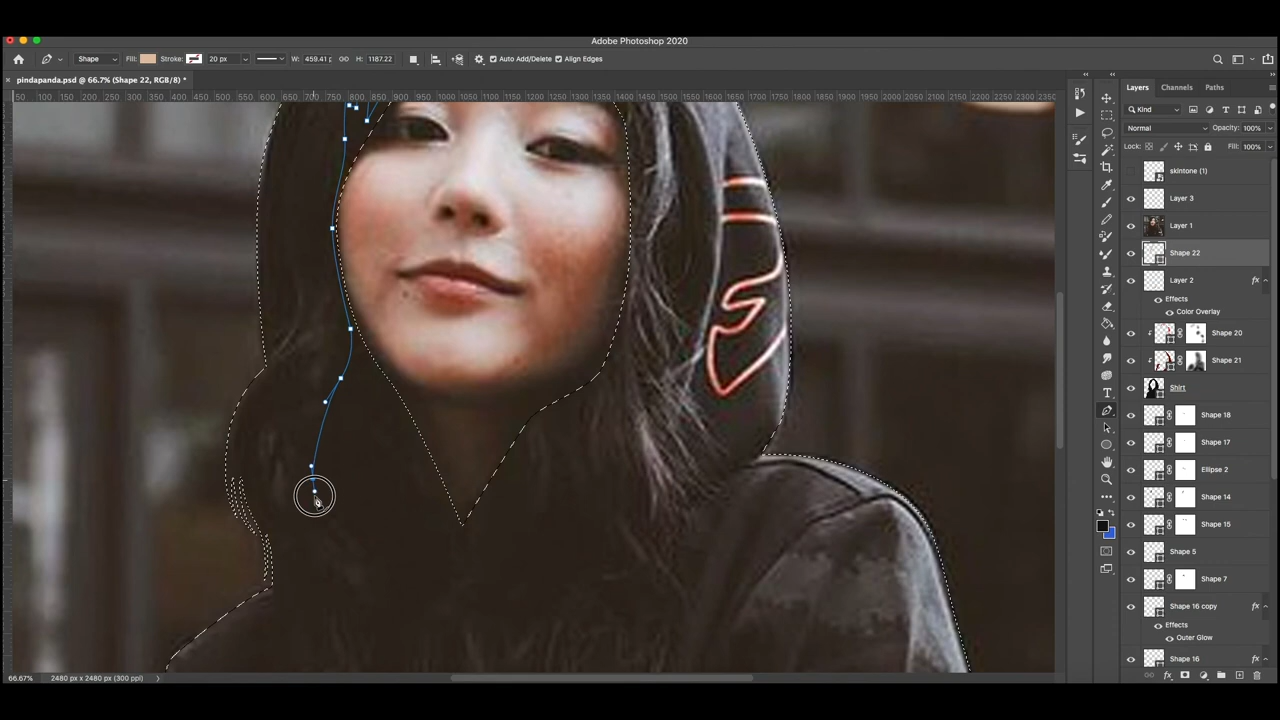 Adobe Photoshop 2020
Shape Fill: Stroke: 20 px W: 459.41 H: 1187.22 Auto Add/Delete Align Edges
pindapanda.psd @ 66.7% (Shape 22, RGB/8) *
50 100 150 200 250 300 350 400 450 500 550 600 650 700 750 800 850 900 950 1000 1050 1100 1150 1200 1250 1300 1350 1400 1450 1500 1550 1600 1650 1700 1750 1800 1850 1900 1950 2000 2050 2100 2150 2200 2250 2300 2350
Layers Channels Paths
Kind
Normal Opacity: 100%
Lock: Fill: 100%
skintone (1)
Layer 3
Layer 1
Shape 22
Layer 2 fx
Effects
Color Overlay
Shape 20
Shape 21
Shirt
Shape 18
Shape 17
Ellipse 2
Shape 14
Shape 15
Shape 5
Shape 7
Shape 16 copy fx
Effects
Outer Glow
Shape 16 fx
66.67% 2480 px x 2480 px (300 ppi)